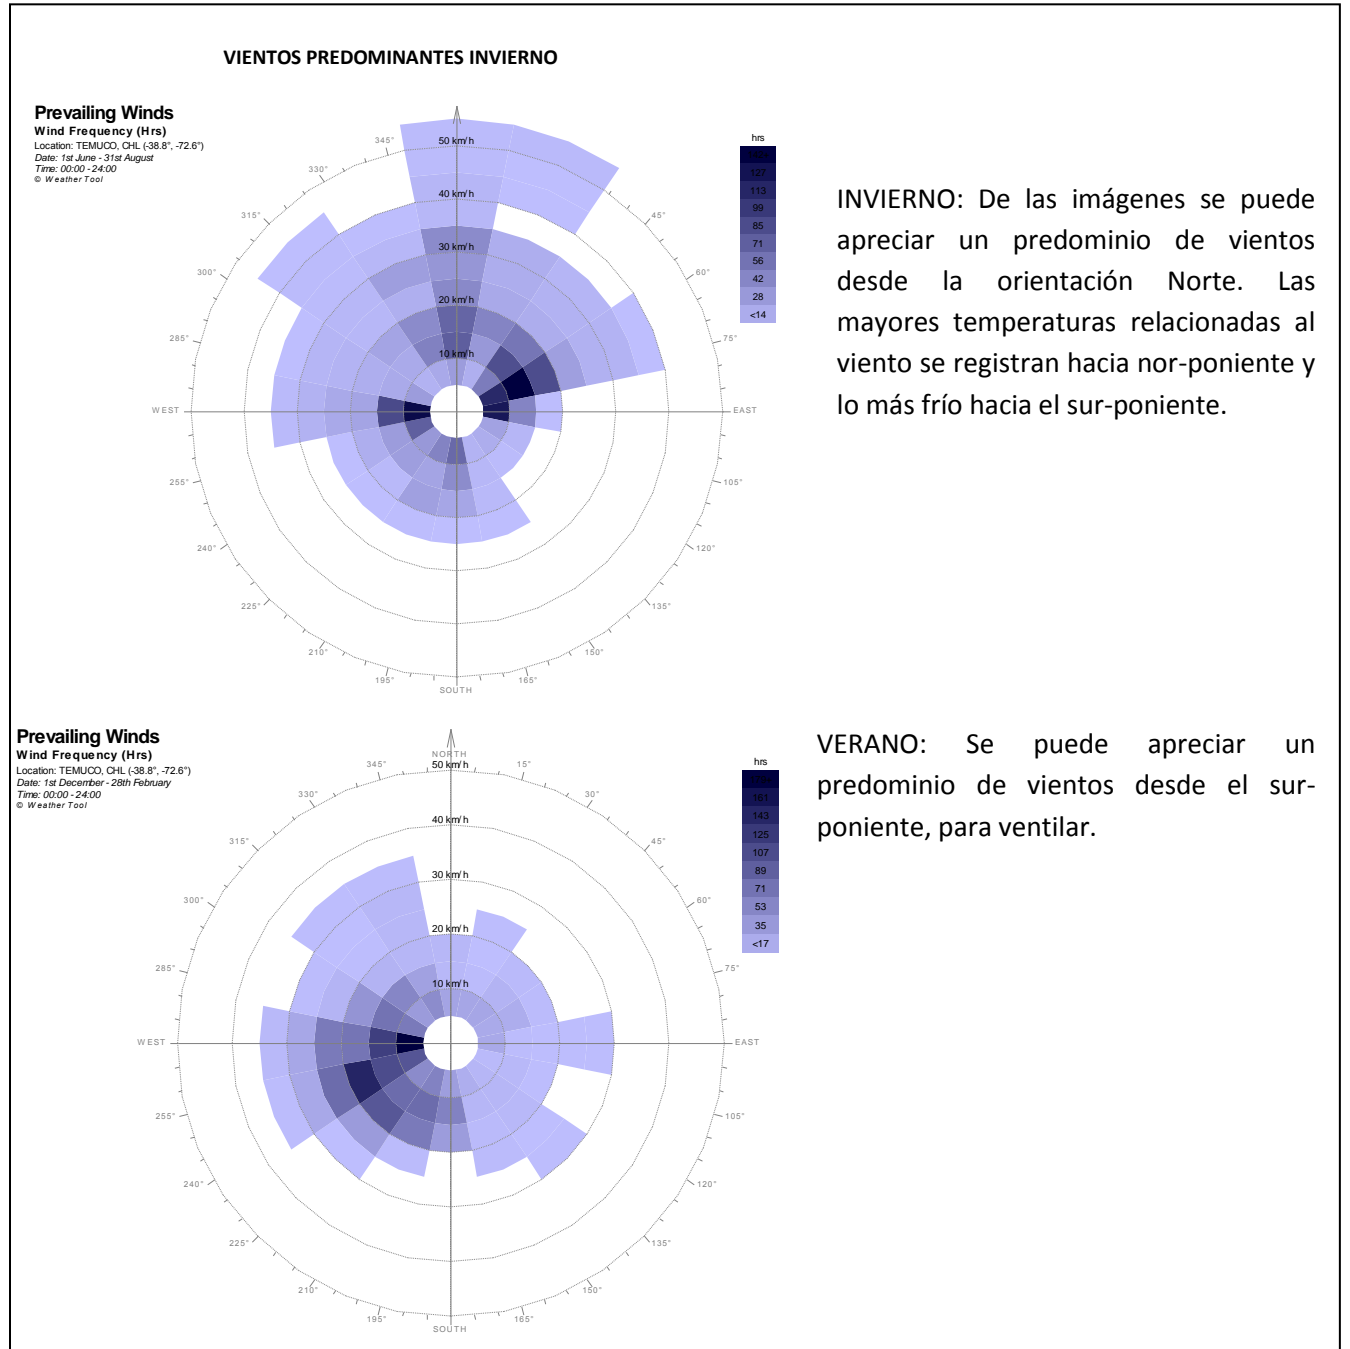 VIENTOS PREDOMINANTES INVIERNO
Prevailing Winds
Wind Frequency (Hrs)
Location: TEMUCO, CHL (-38.8°, -72.6°)
Date: 1st June - 31st August
Time: 00:00 - 24:00
© Weather Tool
345°
50 km/h
330°
315°
40 km/h
45°
300°
30 km/h
60°
285°
20 km/h
75°
10 km/h
WEST
EAST
255°
105°
240°
120°
225°
135°
210°
150°
195°
165°
SOUTH
hrs
127
113
99
85
71
56
42
28
<14
INVIERNO: De las imágenes se puede
apreciar un predominio de vientos
desde la orientación Norte. Las
mayores temperaturas relacionadas al
viento se registran hacia nor-poniente y
lo más frío hacia el sur-poniente.
Prevailing Winds
Wind Frequency (Hrs)
Location: TEMUCO, CHL (-38.8°, -72.6°)
Date: 1st December - 28th February
Time: 00:00 - 24:00
© Weather Tool
NORTH
345°
50 km/h
15°
330°
30°
315°
40 km/h
45°
300°
30 km/h
60°
285°
20 km/h
75°
10 km/h
WEST
EAST
255°
105°
240°
120°
225°
135°
210°
150°
195°
165°
SOUTH
hrs
161
143
125
107
89
71
53
35
<17
VERANO: Se puede apreciar un
predominio de vientos desde el sur-
poniente, para ventilar.